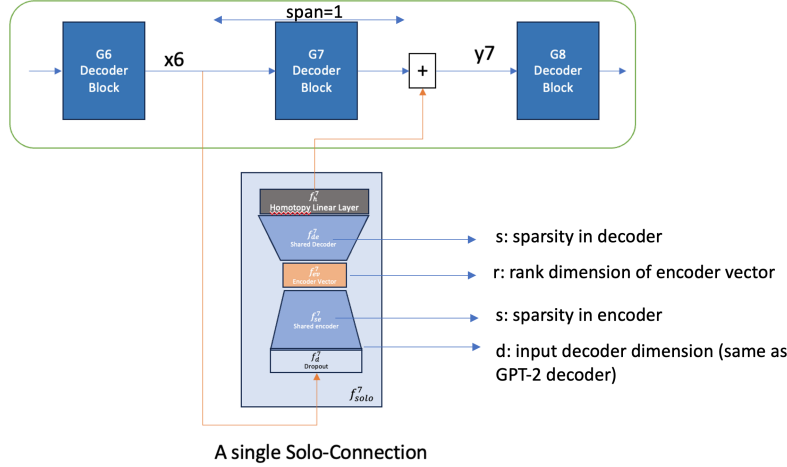 span=1
G6
Decoder
Block
x6
G7
Decoder
Block
+
y7
G8
Decoder
Block
f_h^7
Homotopy Linear Layer
f_de^7
Shared Decoder
s: sparsity in decoder
f_ev^7
Encoder Vector
r: rank dimension of encoder vector
f_se^7
Shared encoder
s: sparsity in encoder
d: input decoder dimension (same as
GPT-2 decoder)
f_d^7
Dropout
f_solo^7
A single Solo-Connection